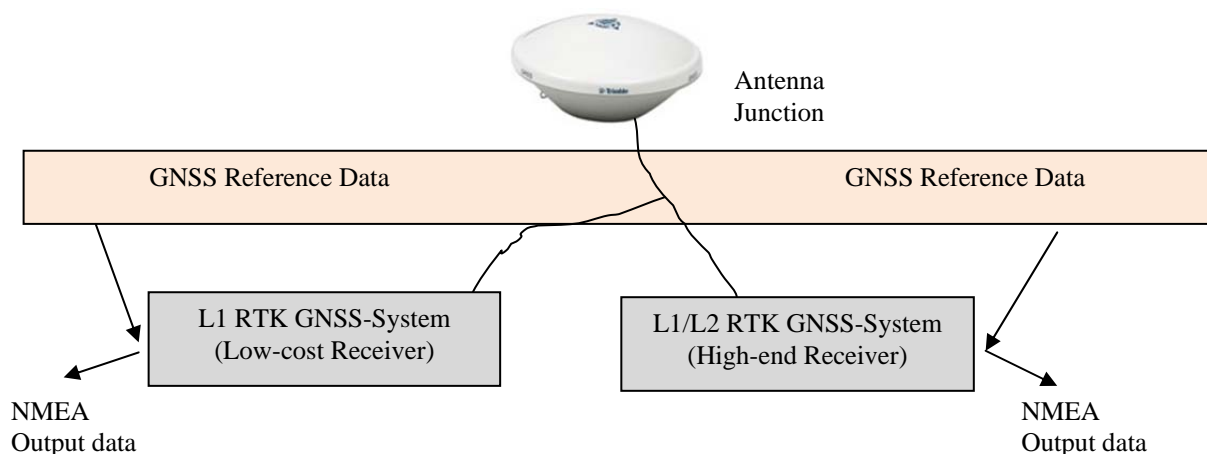 Trimble
Antenna
Junction
GNSS Reference Data
GNSS Reference Data
L1 RTK GNSS-System
(Low-cost Receiver)
L1/L2 RTK GNSS-System
(High-end Receiver)
NMEA
Output data
NMEA
Output data